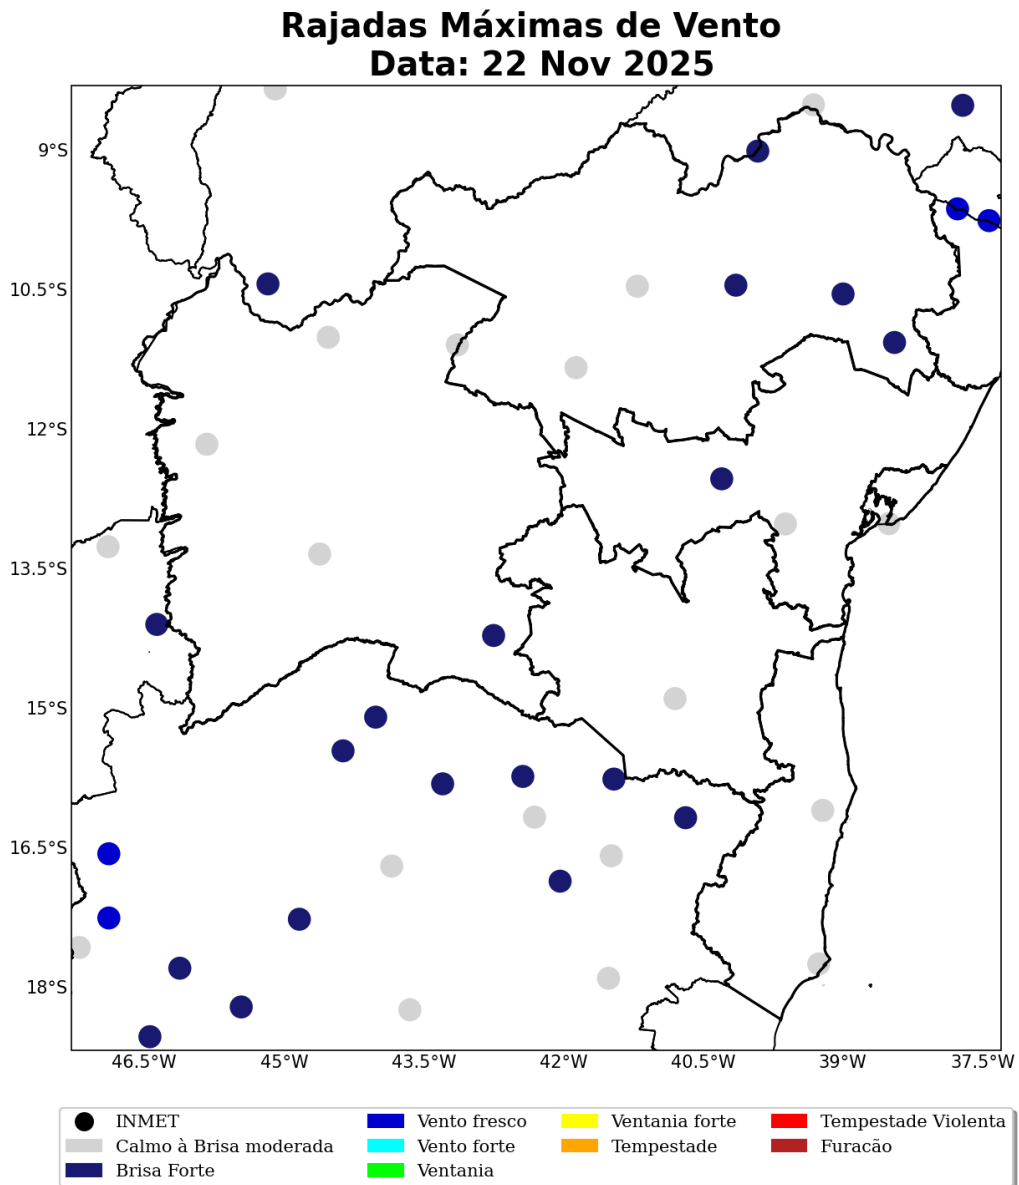 Rajadas Máximas de Vento
Data: 22 Nov 2025
9°S
10.5°S
12°S
13.5°S
15°S
16.5°S
18°S
46.5°W 45°W 43.5°W 42°W 40.5°W 39°W 37.5°W
INMET Vento fresco Ventania forte Tempestade Violenta
Calmo à Brisa moderada Vento forte Tempestade Furacão
Brisa Forte Ventania